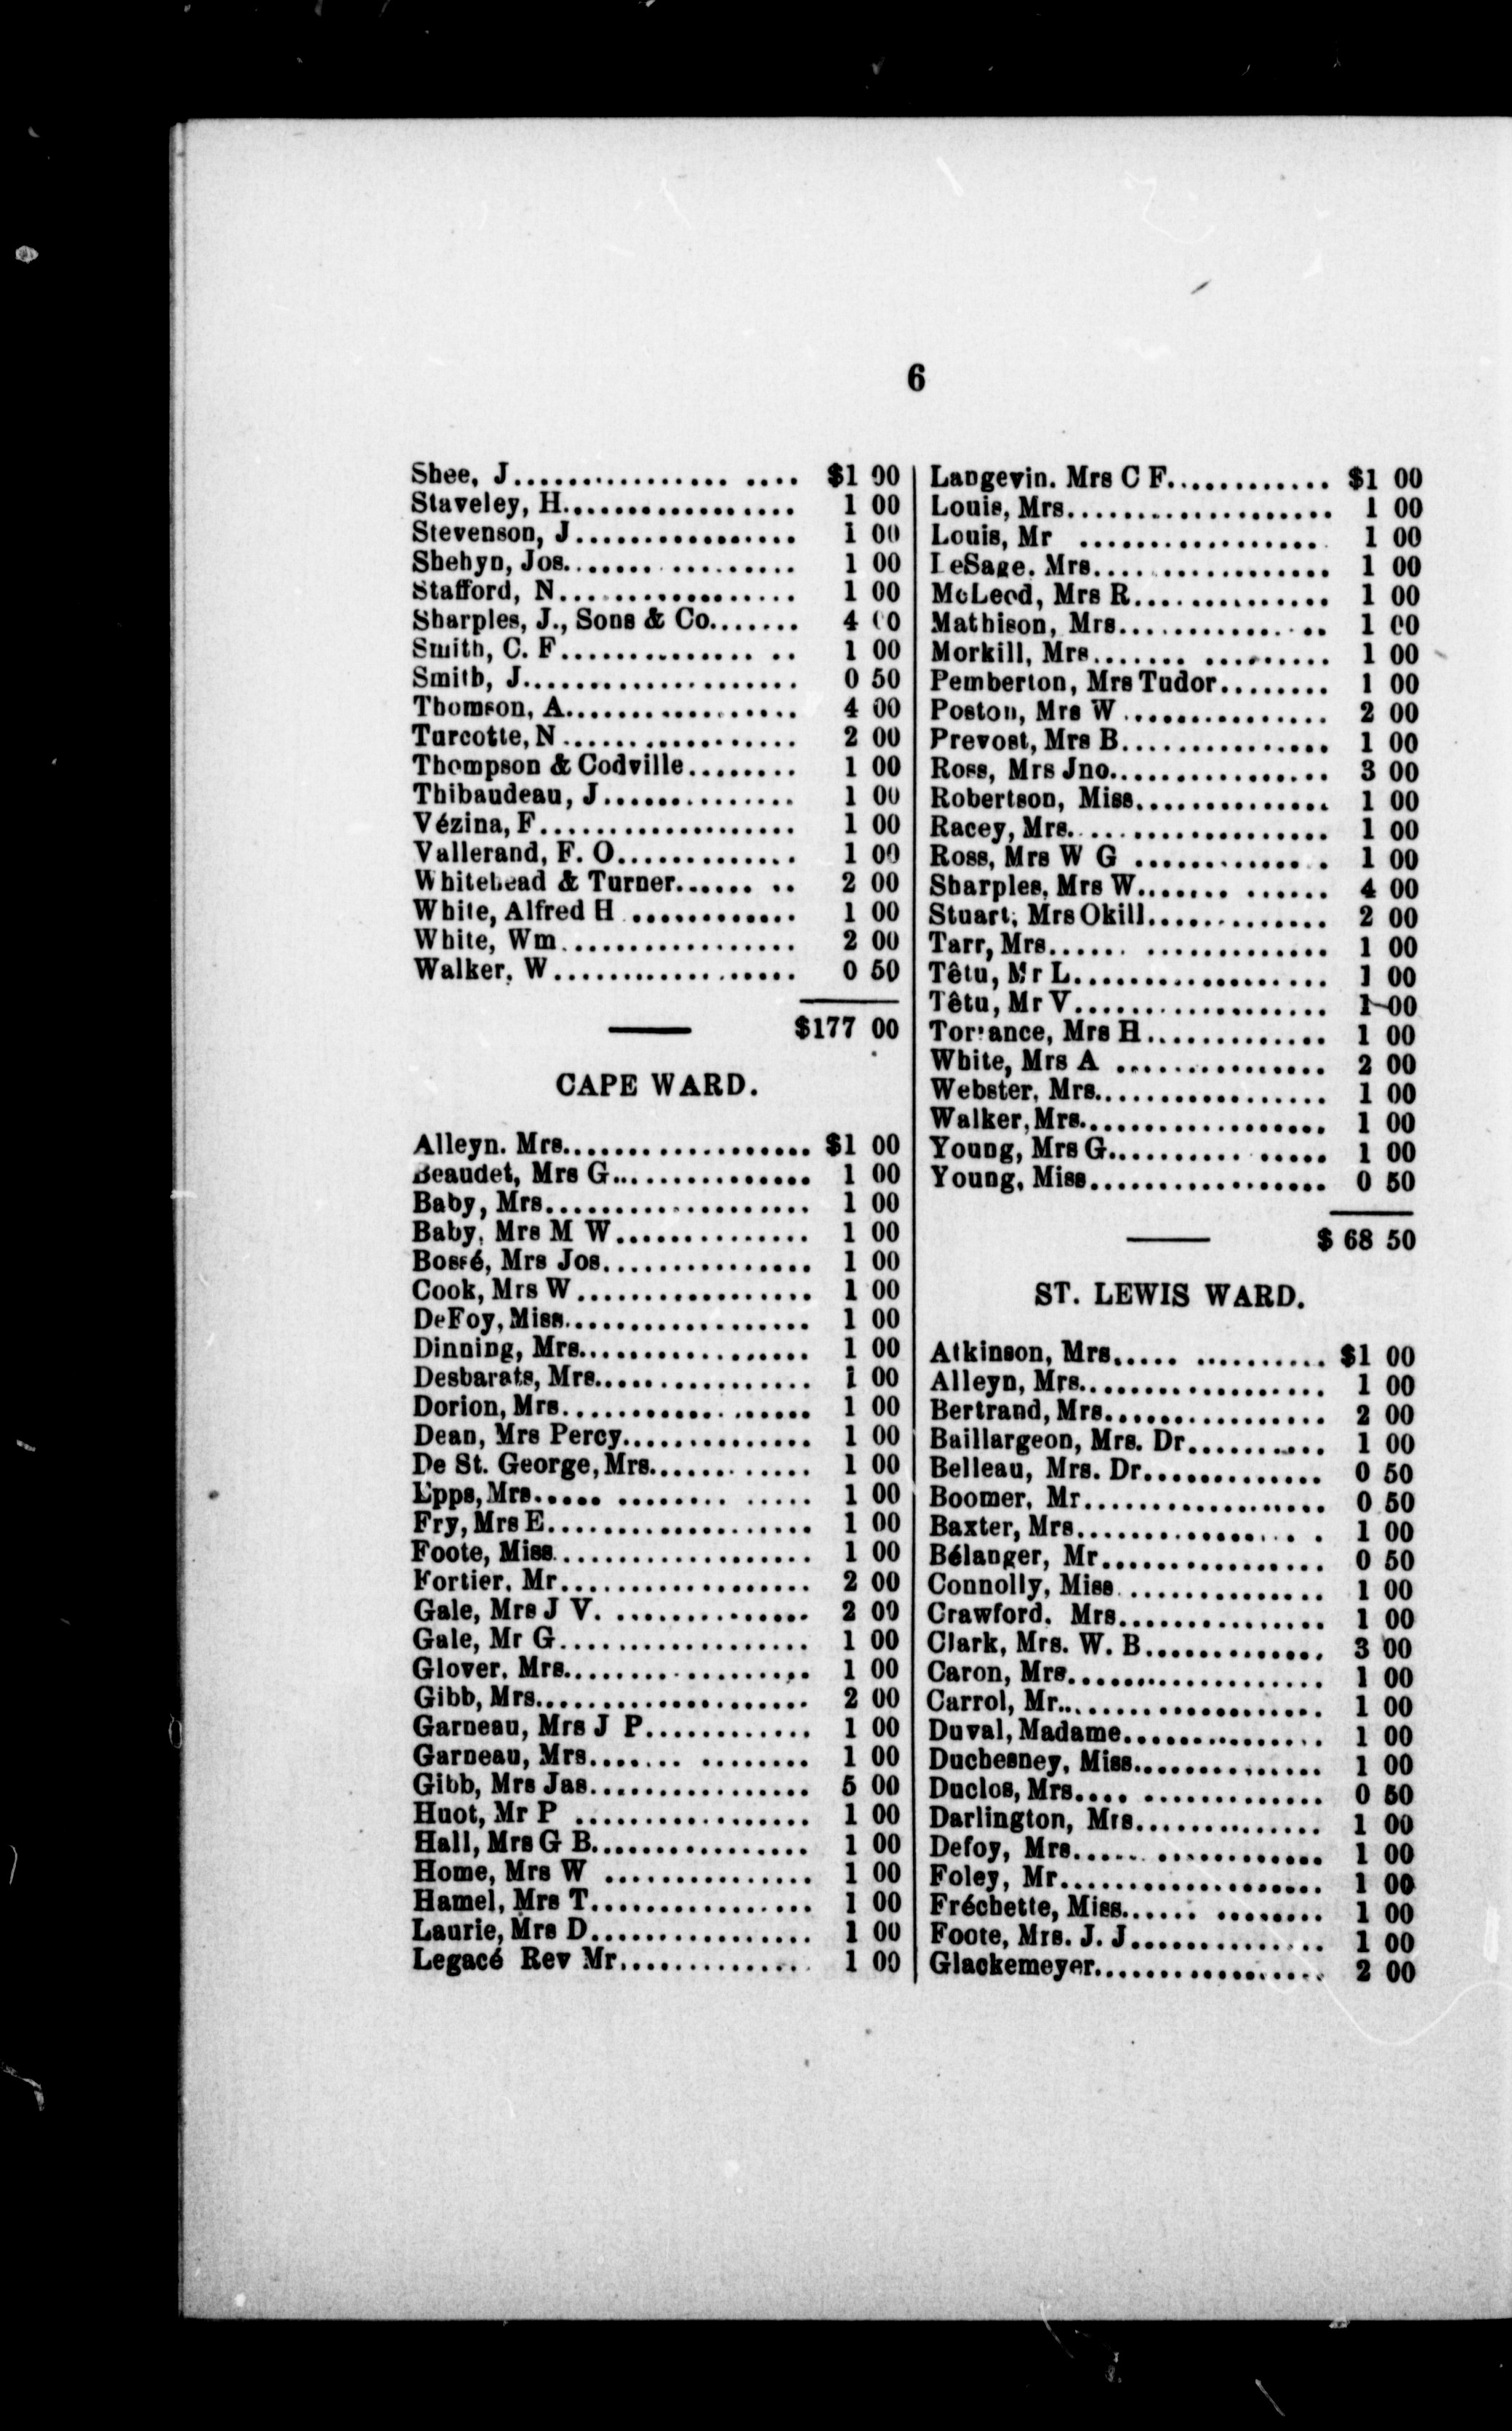 6
Shee, J.................... $1 00
Staveley, H.................. 1 00
Stevenson, J................. 1 00
Shehyn, Jos.................. 1 00
Stafford, N.................. 1 00
Sharples, J., Sons & Co....... 4 00
Smith, C. F................. 1 00
Smith, J..................... 0 50
Thomson, A.................. 4 00
Turcotte, N.................. 2 00
Thompson & Codville........ 1 00
Thibaudeau, J............... 1 00
Vézina, F.................... 1 00
Vallerand, F. O.............. 1 00
Whitehead & Turner........ 2 00
White, Alfred H ............. 1 00
White, Wm.................. 2 00
Walker, W................... 0 50
$177 00
CAPE WARD.
Alleyn. Mrs................... $1 00
Beaudet, Mrs G............... 1 00
Baby, Mrs.................... 1 00
Baby, Mrs M W............... 1 00
Bossé, Mrs Jos................ 1 00
Cook, Mrs W.................. 1 00
DeFoy, Miss................... 1 00
Dinning, Mrs.................. 1 00
Desbarats, Mrs................. 1 00
Dorion, Mrs................... 1 00
Dean, Mrs Percy............... 1 00
De St. George, Mrs............. 1 00
Epps, Mrs..... ........ ..... 1 00
Fry, Mrs E.................... 1 00
Foote, Miss.................... 1 00
Fortier. Mr................... 2 00
Gale, Mrs J V. ............... 2 00
Gale, Mr G................... 1 00
Glover. Mrs................... 1 00
Gibb, Mrs..................... 2 00
Garneau, Mrs J P............. 1 00
Garneau, Mrs....... ........ 1 00
Gibb, Mrs Jas................. 5 00
Huot, Mr P .................. 1 00
Hall, Mrs G B................. 1 00
Home, Mrs W ................ 1 00
Hamel, Mrs T................. 1 00
Laurie, Mrs D................. 1 00
Legacé Rev Mr............... 1 00
Langevin. Mrs C F............. $1 00
Louis, Mrs.................... 1 00
Louis, Mr ................... 1 00
LeSage. Mrs................... 1 00
McLeod, Mrs R............... 1 00
Mathison, Mrs................ 1 00
Morkill, Mrs....... .......... 1 00
Pemberton, Mrs Tudor........ 1 00
Poston, Mrs W ............... 2 00
Prevost, Mrs B................ 1 00
Ross, Mrs Jno................. 3 00
Robertson, Miss............... 1 00
Racey, Mrs.................... 1 00
Ross, Mrs W G .............. 1 00
Sharples, Mrs W....... ...... 4 00
Stuart, Mrs Okill.............. 2 00
Tarr, Mrs...... .............. 1 00
Têtu, Mr L.................... 1 00
Têtu, Mr V................... 1 00
Torrance, Mrs H.............. 1 00
White, Mrs A ................ 2 00
Webster, Mrs.................. 1 00
Walker, Mrs................... 1 00
Young, Mrs G.......... ..... 1 00
Young, Miss................... 0 50
$ 68 50
ST. LEWIS WARD.
Atkinson, Mrs..... .......... $1 00
Alleyn, Mrs................... 1 00
Bertrand, Mrs................. 2 00
Baillargeon, Mrs. Dr.......... 1 00
Belleau, Mrs. Dr.............. 0 50
Boomer, Mr................... 0 50
Baxter, Mrs................... 1 00
Bélanger, Mr................. 0 50
Connolly, Miss................ 1 00
Crawford. Mrs................ 1 00
Clark, Mrs. W. B.............. 3 00
Caron, Mrs.................... 1 00
Carrol, Mr.................... 1 00
Duval, Madame............... 1 00
Duchesney, Miss............... 1 00
Duclos, Mrs.... ............. 0 50
Darlington, Mrs............... 1 00
Defoy, Mrs..... ............. 1 00
Foley, Mr..................... 1 00
Fréchette, Miss...... ........ 1 00
Foote, Mrs. J. J............... 1 00
Glackemeyer.................. 2 00